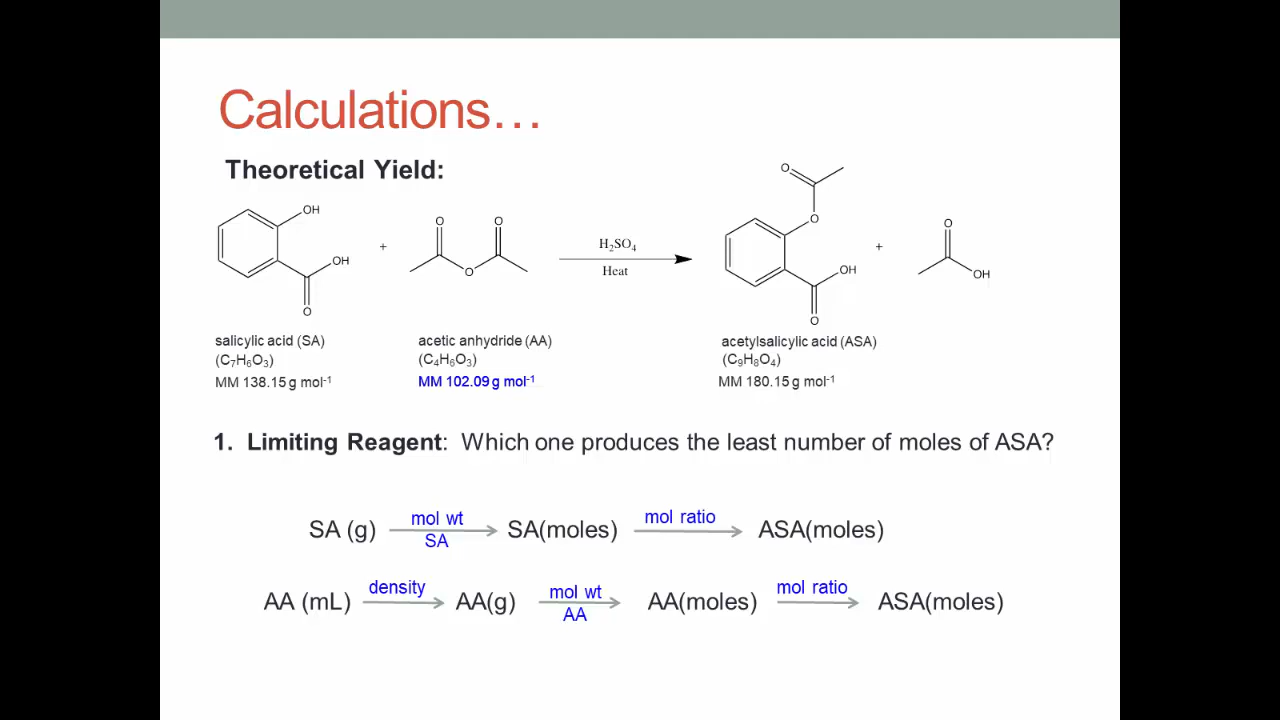 Calculations…
Theoretical Yield:
OH
OH
O
+
O
O
O
H₂SO₄
Heat
O
O
OH
O
+
O
OH
salicylic acid (SA)
(C₇H₆O₃)
MM 138.15 g mol⁻¹
acetic anhydride (AA)
(C₄H₆O₃)
MM 102.09 g mol⁻¹
acetylsalicylic acid (ASA)
(C₉H₈O₄)
MM 180.15 g mol⁻¹
1. Limiting Reagent: Which one produces the least number of moles of ASA?
SA (g) mol wt SA SA(moles) mol ratio ASA(moles)
AA (mL) density AA(g) mol wt AA AA(moles) mol ratio ASA(moles)